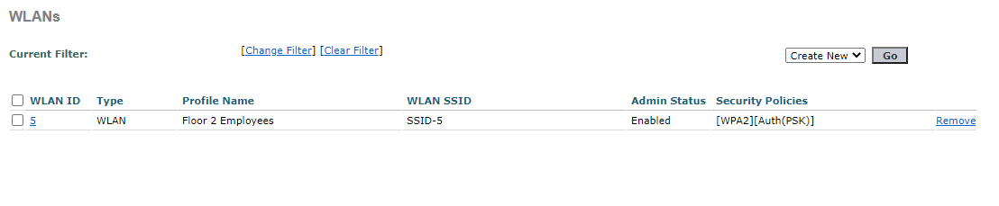 WLANs
Current Filter: [Change Filter] [Clear Filter] Create New Go
WLAN ID Type Profile Name WLAN SSID Admin Status Security Policies
5 WLAN Floor 2 Employees SSID-5 Enabled [WPA2][Auth(PSK)] Remove